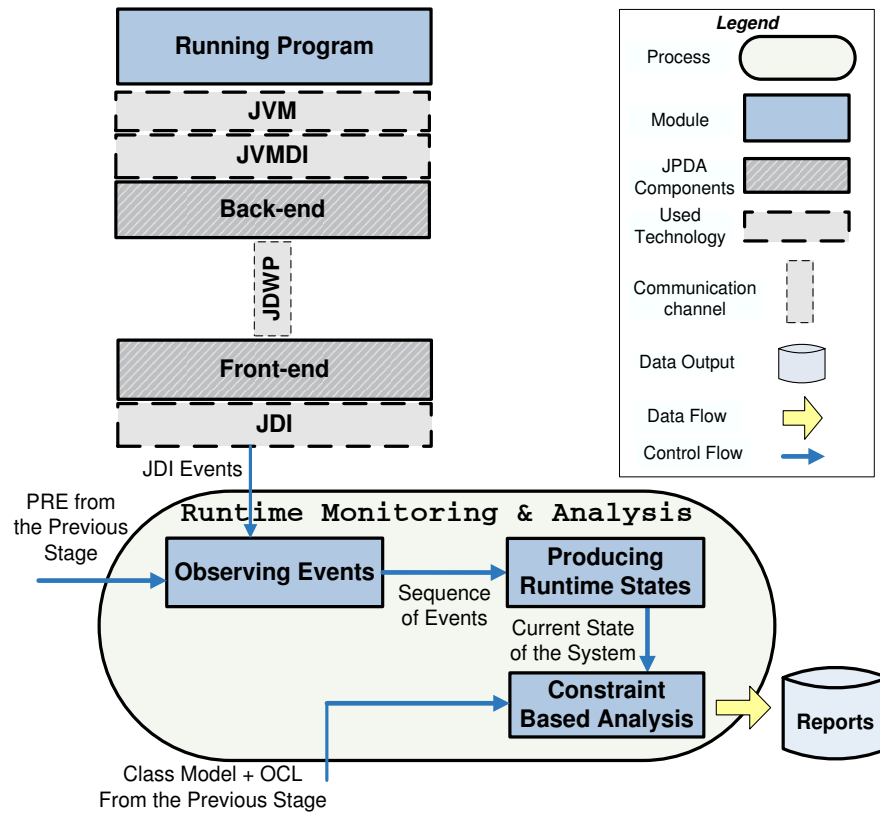 Running Program
JVM
JVMDI
Back-end
JDWP
Front-end
JDI
JDI Events
PRE from
the Previous
Stage
Runtime Monitoring & Analysis
Observing Events
Sequence
of Events
Producing
Runtime States
Current State
of the System
Constraint
Based Analysis
Reports
Class Model + OCL
From the Previous Stage
Legend
Process
Module
JPDA
Components
Used
Technology
Communication
channel
Data Output
Data Flow
Control Flow